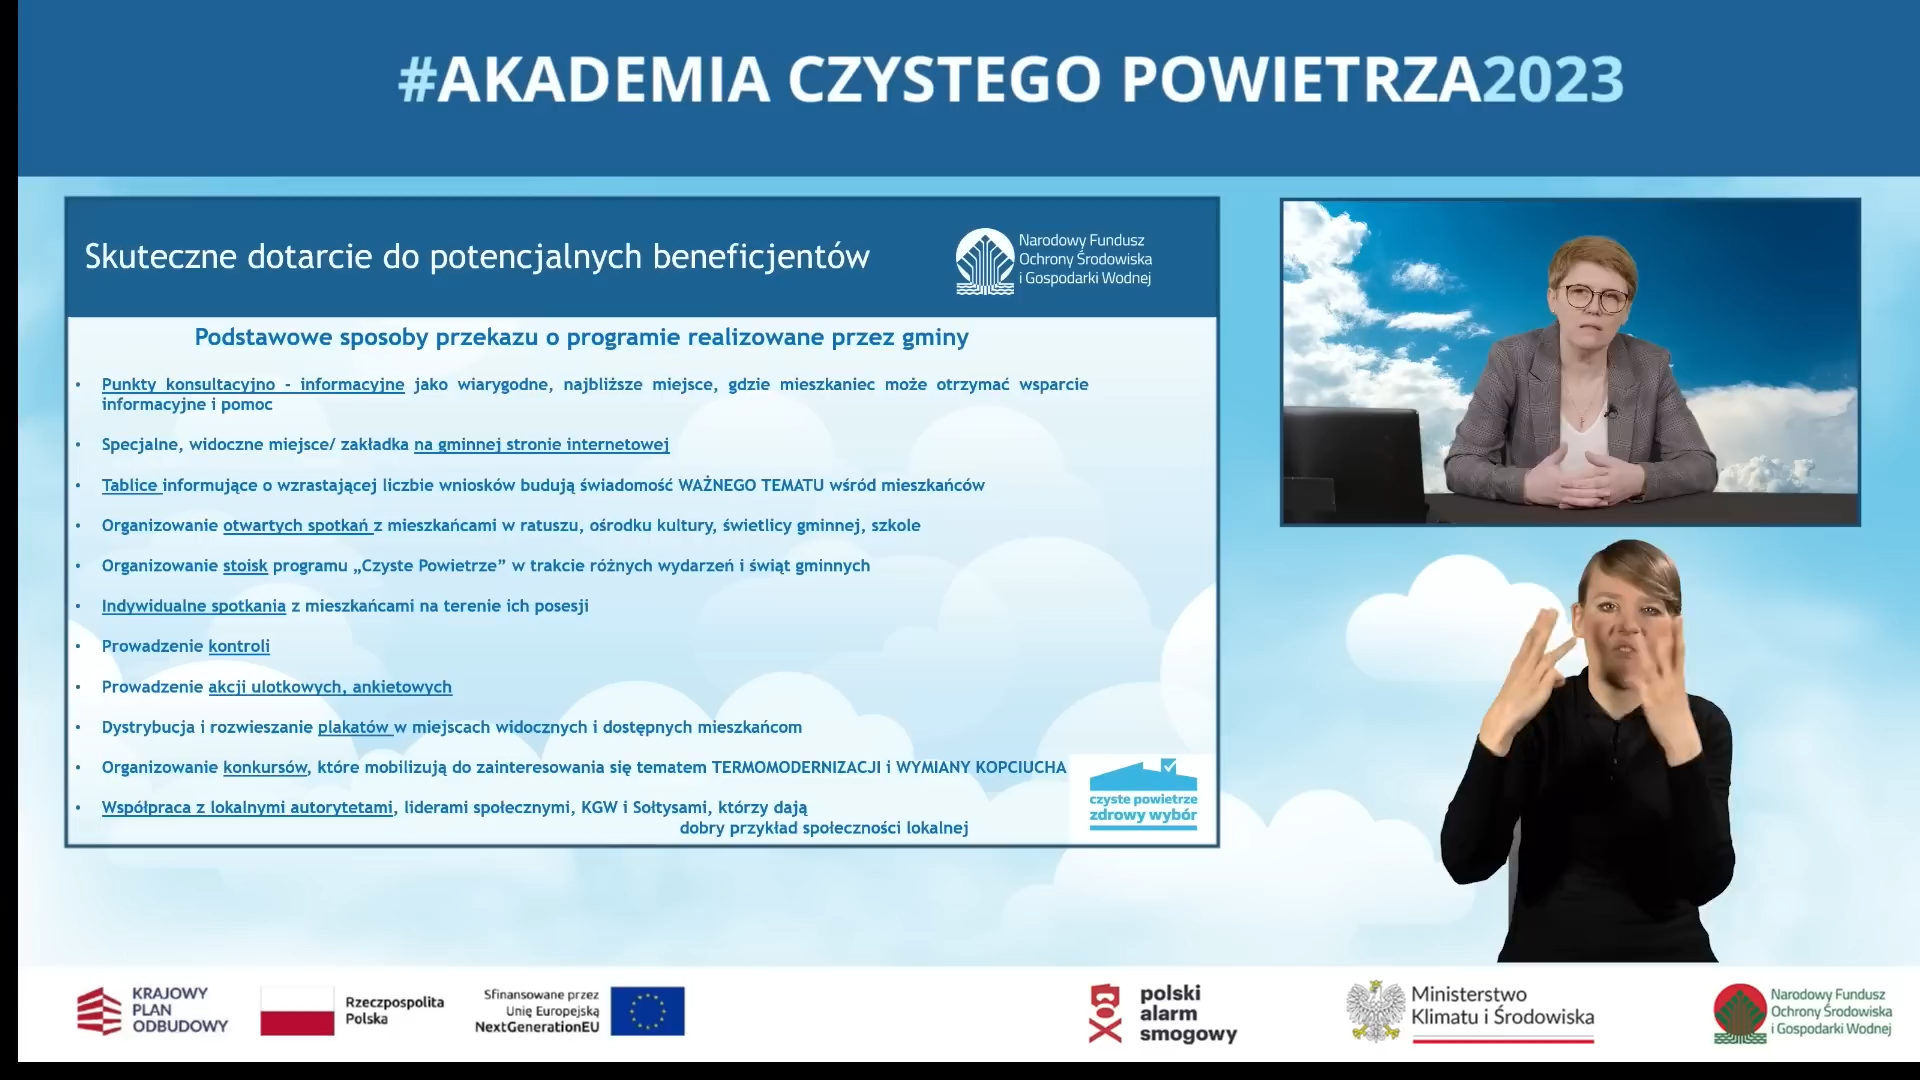 #AKADEMIA CZYSTEGO POWIETRZA2023
Skuteczne dotarcie do potencjalnych beneficjentów
Narodowy Fundusz
Ochrony Środowiska
i Gospodarki Wodnej
Podstawowe sposoby przekazu o programie realizowane przez gminy
• Punkty konsultacyjno - informacyjne jako wiarygodne, najbliższe miejsce, gdzie mieszkaniec może otrzymać wsparcie
informacyjne i pomoc
• Specjalne, widoczne miejsce/ zakładka na gminnej stronie internetowej
• Tablice informujące o wzrastającej liczbie wniosków budują świadomość WAŻNEGO TEMATU wśród mieszkańców
• Organizowanie otwartych spotkań z mieszkańcami w ratuszu, ośrodku kultury, świetlicy gminnej, szkole
• Organizowanie stoisk programu „Czyste Powietrze” w trakcie różnych wydarzeń i świąt gminnych
• Indywidualne spotkania z mieszkańcami na terenie ich posesji
• Prowadzenie kontroli
• Prowadzenie akcji ulotkowych, ankietowych
• Dystrybucja i rozwieszanie plakatów w miejscach widocznych i dostępnych mieszkańcom
• Organizowanie konkursów, które mobilizują do zainteresowania się tematem TERMOMODERNIZACJI i WYMIANY KOPCIUCHA
• Współpraca z lokalnymi autorytetami, liderami społecznymi, KGW i Sołtysami, którzy dają
dobry przykład społeczności lokalnej
czyste powietrze
zdrowy wybór
KRAJOWY
PLAN
ODBUDOWY
Rzeczpospolita
Polska
Sfinansowane przez
Unię Europejską
NextGenerationEU
polski
alarm
smogowy
Ministerstwo
Klimatu i Środowiska
Narodowy Fundusz
Ochrony Środowiska
i Gospodarki Wodnej